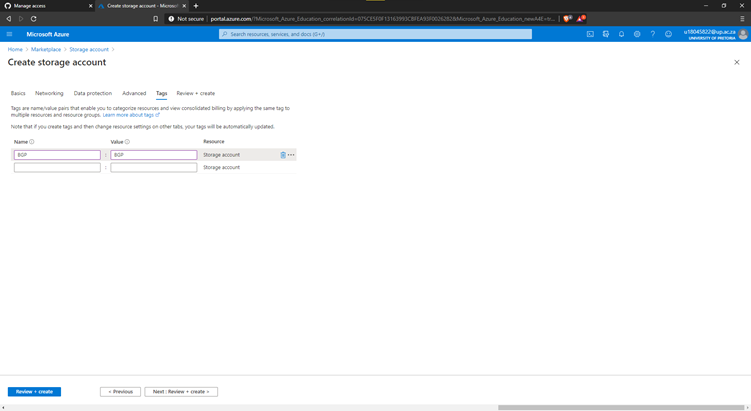 Manage access
Create storage account - Microsof
Not secure | portal.azure.com/?Microsoft_Azure_Education_correlationId=075CE5F0F13163993CBFEA93F0026282&Microsoft_Azure_Education_newA4E=tr...
Microsoft Azure
Search resources, services, and docs (G+/)
u18045822@up.ac.za
UNIVERSITY OF PRETORIA
Home > Marketplace > Storage account >
Create storage account
Basics Networking Data protection Advanced Tags Review + create
Tags are name/value pairs that enable you to categorize resources and view consolidated billing by applying the same tag to
multiple resources and resource groups. Learn more about tags
Note that if you create tags and then change resource settings on other tabs, your tags will be automatically updated.
Name Value Resource
BGP : BGP Storage account
: Storage account
Review + create < Previous Next : Review + create >